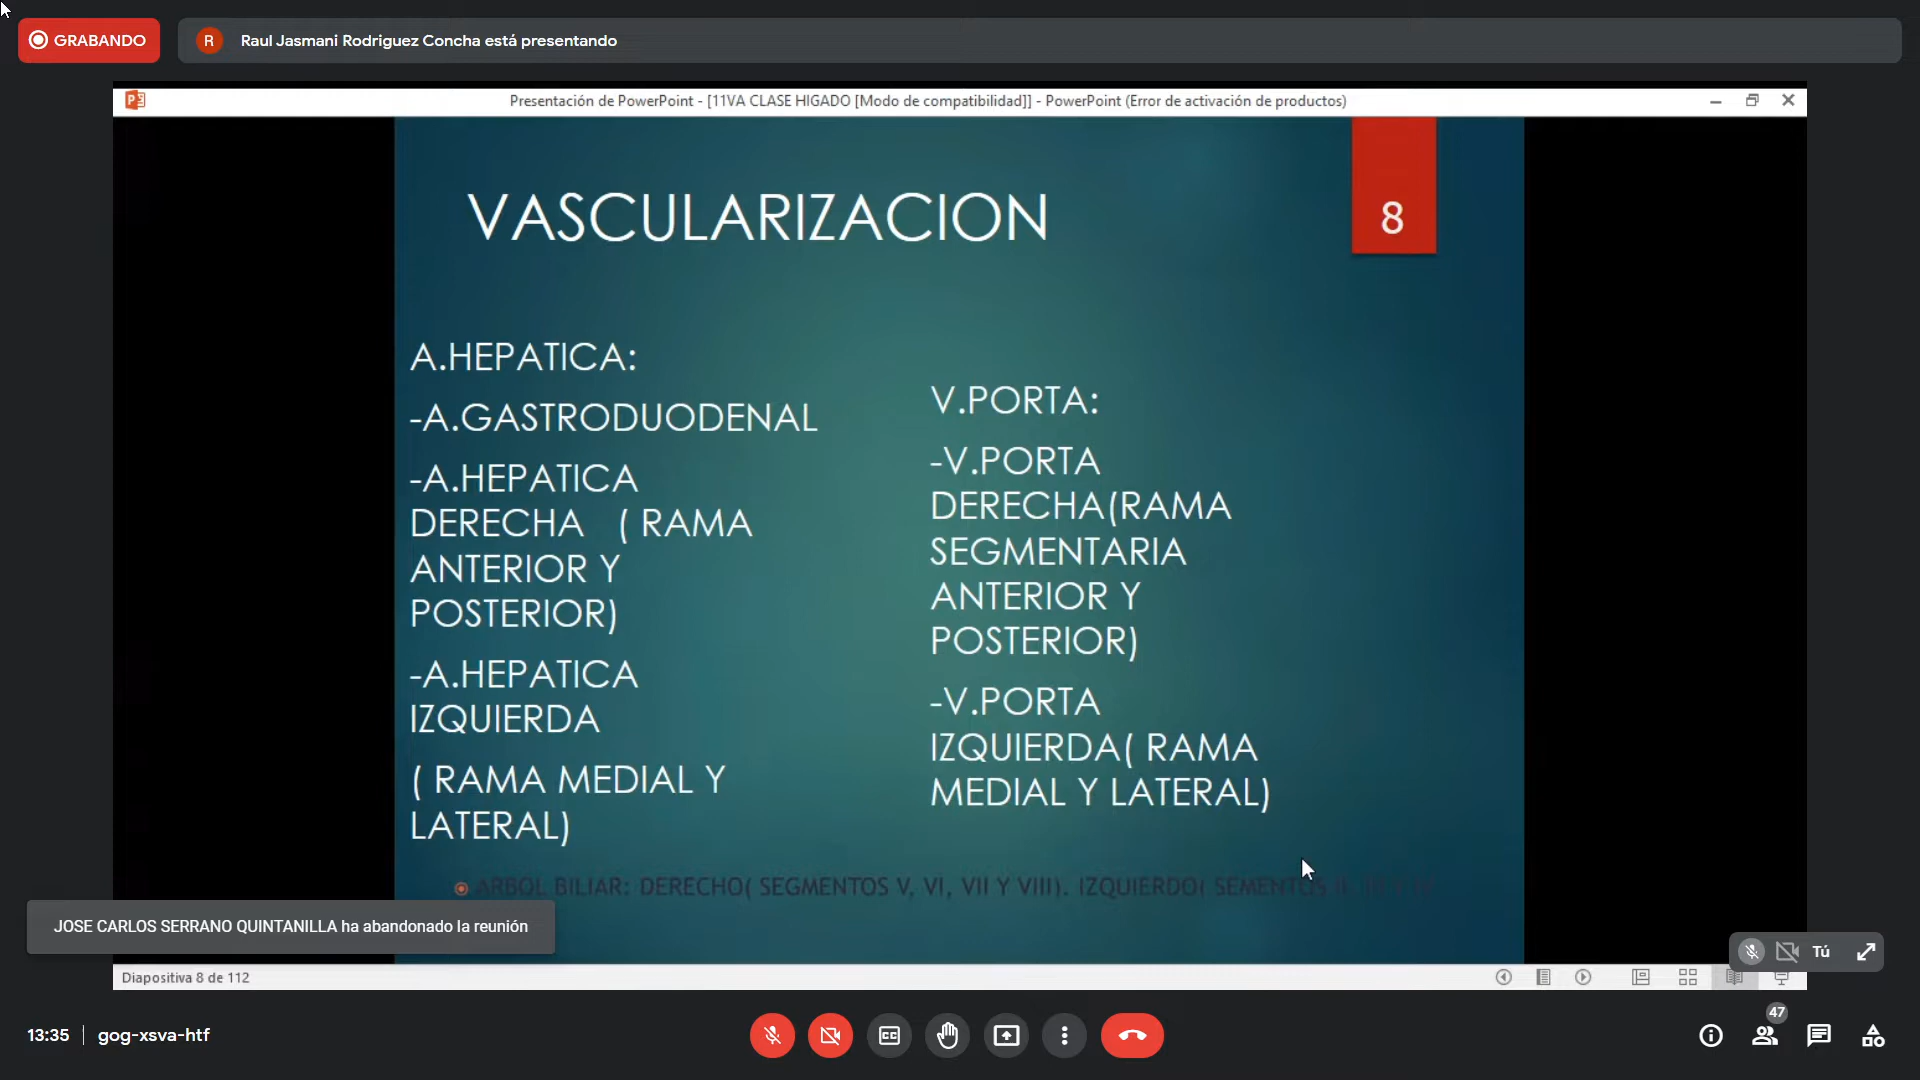 GRABANDO
R
Raul Jasmani Rodriguez Concha está presentando
Presentación de PowerPoint - [11VA CLASE HIGADO [Modo de compatibilidad]] - PowerPoint (Error de activación de productos)
VASCULARIZACION
8
A.HEPATICA:
-A.GASTRODUODENAL
-A.HEPATICA
DERECHA ( RAMA
ANTERIOR Y
POSTERIOR)
-A.HEPATICA
IZQUIERDA
( RAMA MEDIAL Y
LATERAL)
V.PORTA:
-V.PORTA
DERECHA(RAMA
SEGMENTARIA
ANTERIOR Y
POSTERIOR)
-V.PORTA
IZQUIERDA( RAMA
MEDIAL Y LATERAL)
ARBOL BILIAR: DERECHO( SEGMENTOS V, VI, VII Y VIII). IZQUIERDO( SEMENTOS
JOSE CARLOS SERRANO QUINTANILLA ha abandonado la reunión
Tú
Diapositiva 8 de 112
47
13:35 gog-xsva-htf